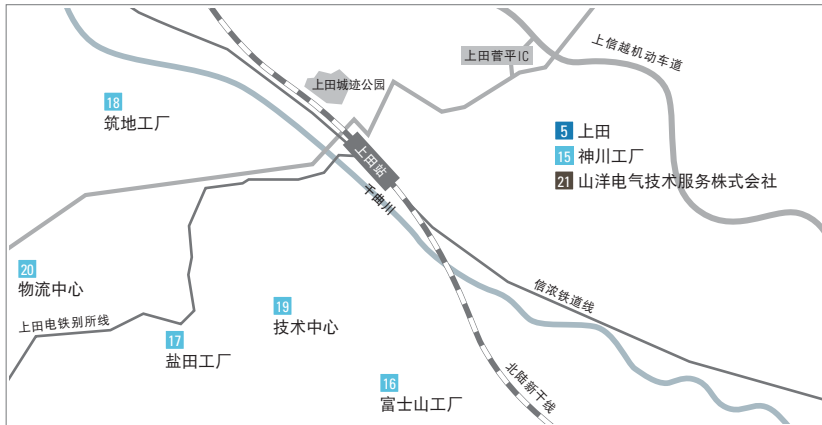 上信越机动车道
上田菅平IC
上田城迹公园
18
筑地工厂
5 上田
15 神川工厂
21 山洋电气技术服务株式会社
上田站
千曲川
20
物流中心
信浓铁道线
19
技术中心
上田电铁别所线
17
盐田工厂
16
富士山工厂
北陆新干线